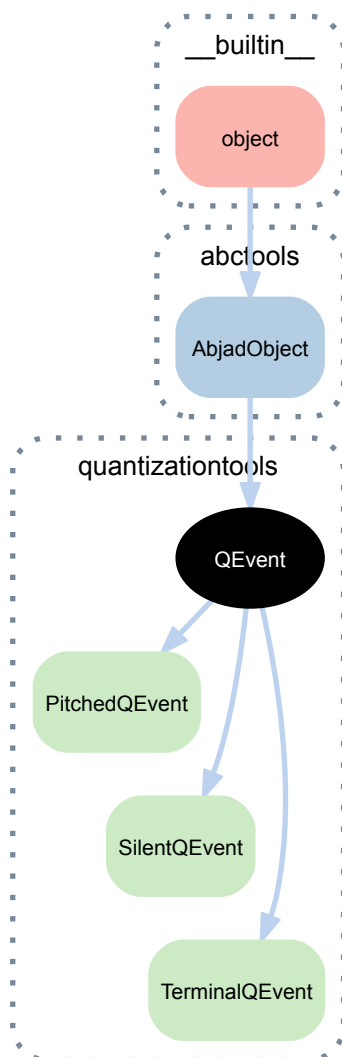 __builtin__
object
abctools
AbjadObject
quantizationtools
QEvent
PitchedQEvent
SilentQEvent
TerminalQEvent